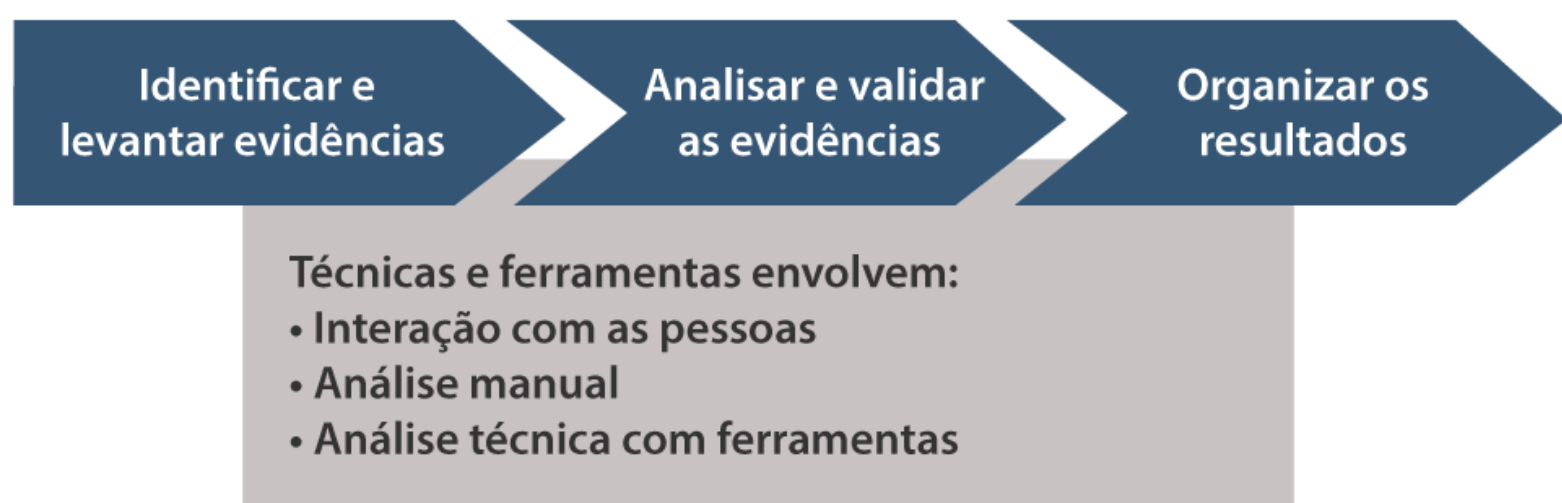 Identificar e
levantar evidências
Analisar e validar
as evidências
Organizar os
resultados
Técnicas e ferramentas envolvem:
• Interação com as pessoas
• Análise manual
• Análise técnica com ferramentas